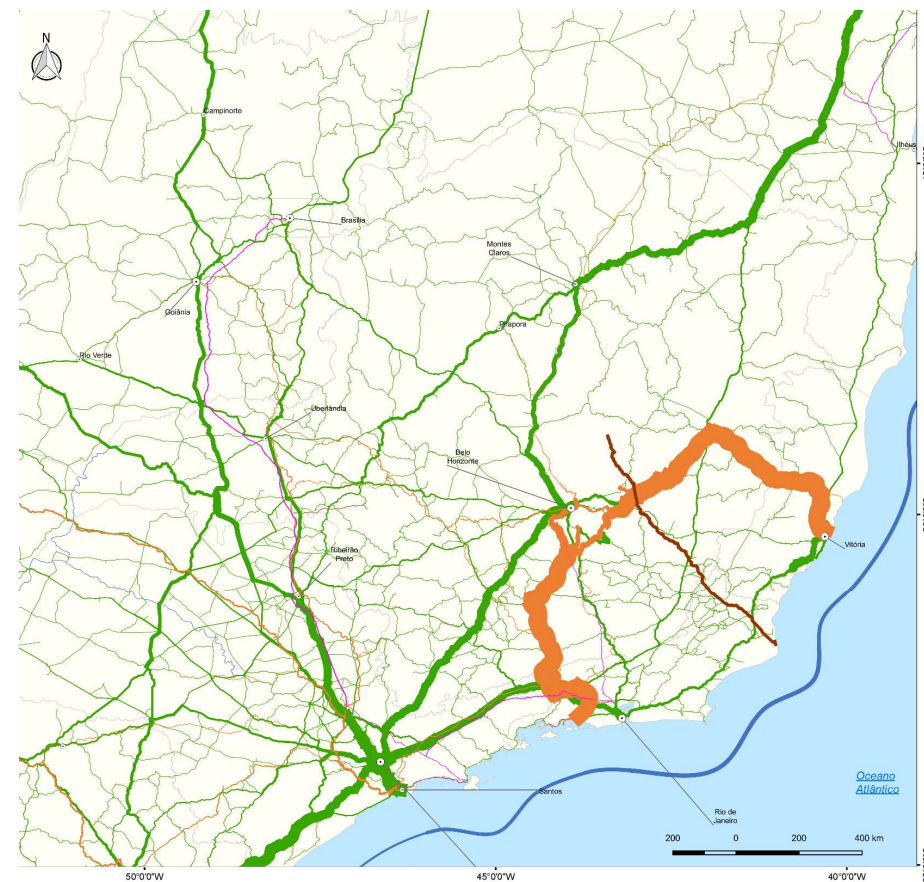 N
Campinorte
Ilhéus
Brasília
Montes
Claros
Goiânia
Pirapora
Rio Verde
Uberlândia
Belo
Horizonte
Ribeirão
Preto
Vitória
Oceano
Atlântico
Santos
Rio de
Janeiro
200 0 200 400 km
50°0'0"W 45°0'0"W 40°0'0"W